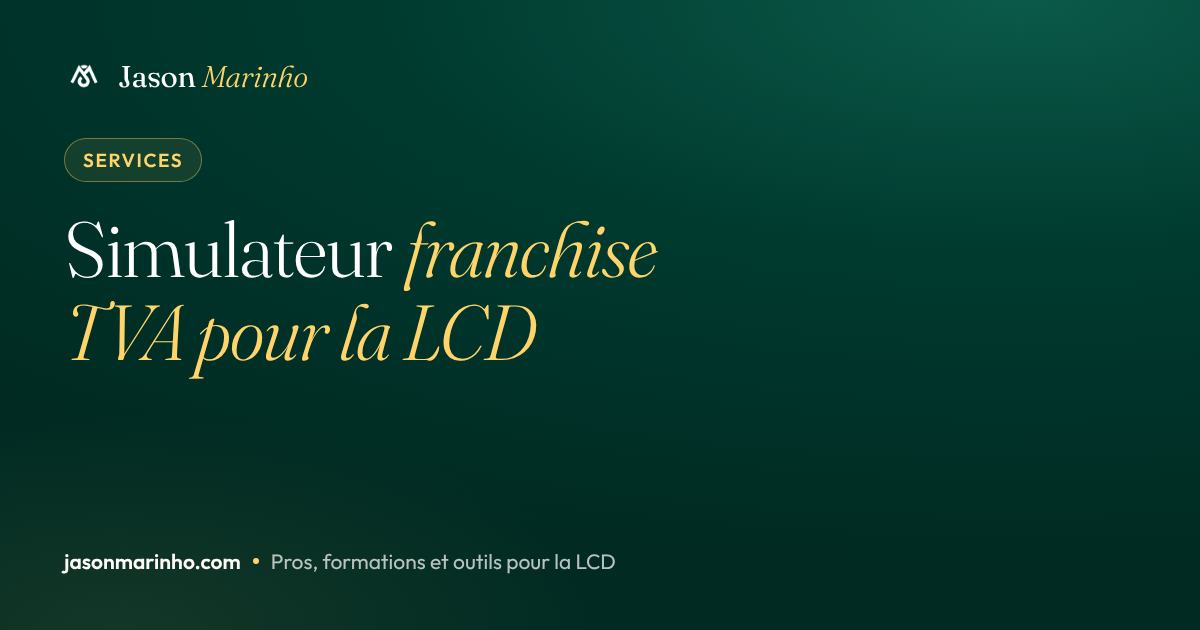 Jason Marinho
SERVICES
Simulateur franchise
TVA pour la LCD
jasonmarinho.com • Pros, formations et outils pour la LCD